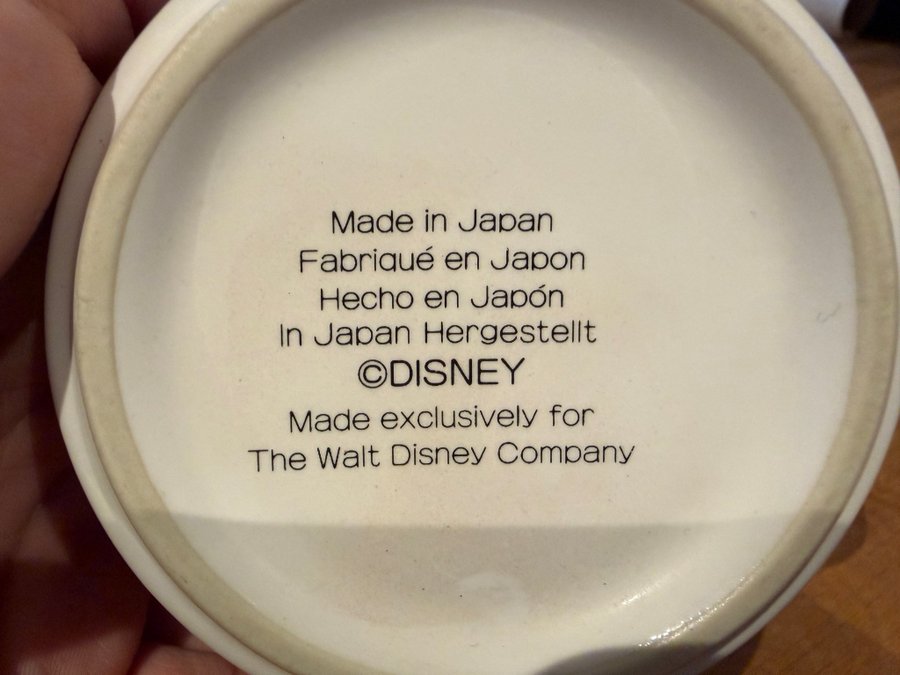 Made in Japan
Fabriqué en Japon
Hecho en Japón
In Japan Hergestellt
©DISNEY
Made exclusively for
The Walt Disney Company